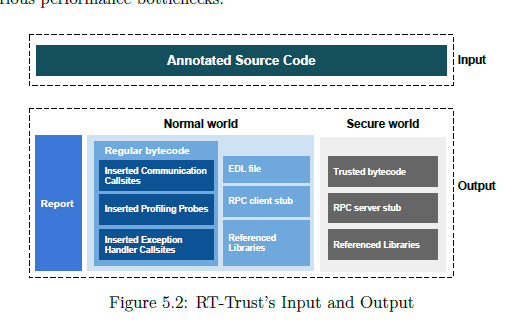 performance bottlenecks.
Annotated Source Code
Input
Normal world
Secure world
Report
Regular bytecode
Inserted Communication
Callsites
Inserted Profiling Probes
Inserted Exception
Handler Callsites
EDL file
RPC client stub
Referenced
Libraries
Trusted bytecode
RPC server stub
Referenced Libraries
Output
Figure 5.2: RT-Trust's Input and Output